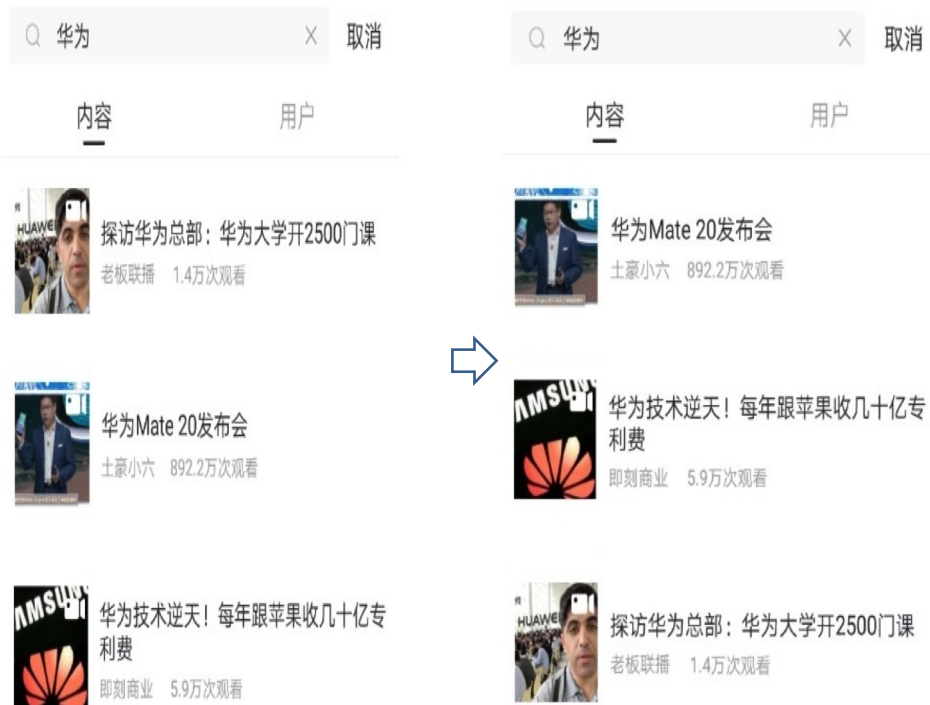 华为
取消
内容
用户
HUAWEI
探访华为总部：华为大学开2500门课
老板联播 1.4万次观看
华为Mate 20发布会
土豪小六 892.2万次观看
SAMSUNG
华为技术逆天！每年跟苹果收几十亿专
利费
即刻商业 5.9万次观看
华为
取消
内容
用户
华为Mate 20发布会
土豪小六 892.2万次观看
SAMSUNG
华为技术逆天！每年跟苹果收几十亿专
利费
即刻商业 5.9万次观看
HUAWEI
探访华为总部：华为大学开2500门课
老板联播 1.4万次观看